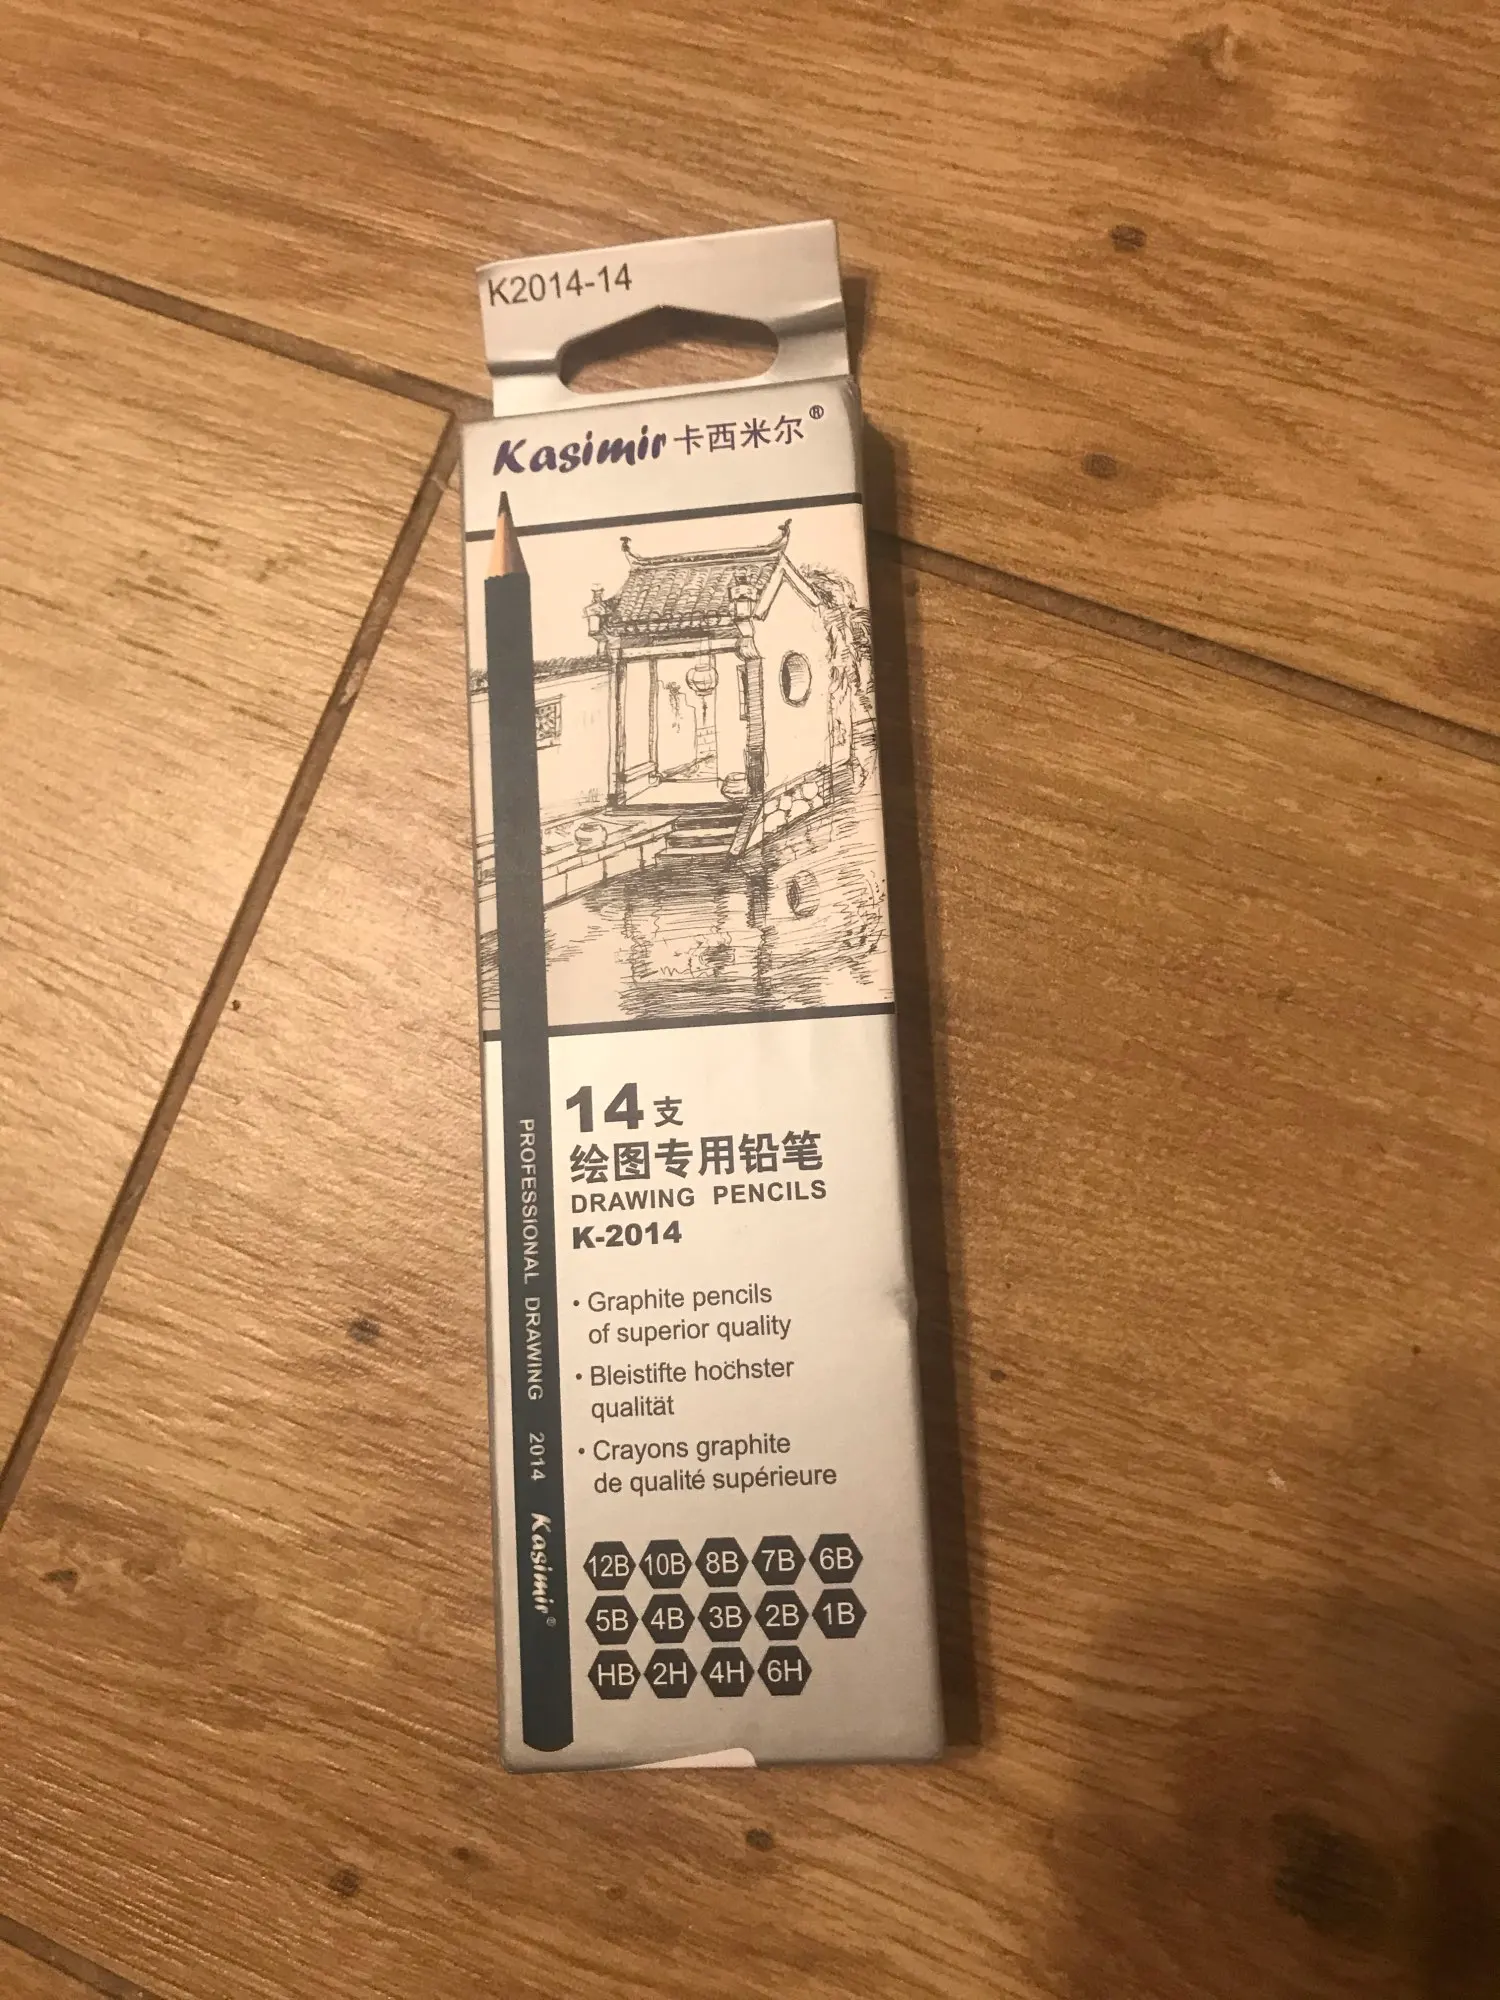 K2014-14
Kasimir 卡西米尔®
14支
绘图专用铅笔
DRAWING PENCILS
K-2014
• Graphite pencils
of superior quality
• Bleistifte hochster
qualität
• Crayons graphite
de qualité supérieure
12B 10B 8B 7B 6B
5B 4B 3B 2B 1B
HB 2H 4H 6H
PROFESSIONAL DRAWING 2014 Kasimir®